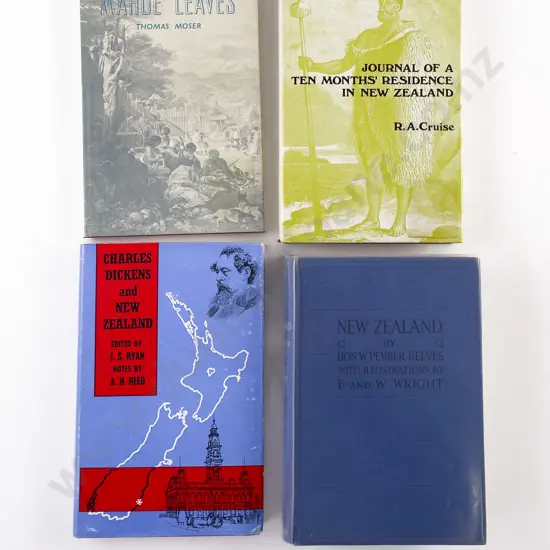 MAHOE LEAVES
THOMAS MOSER
JOURNAL OF A
TEN MONTHS' RESIDENCE
IN NEW ZEALAND
R.A.Cruise
CHARLES
DICKENS
and
NEW
ZEALAND
EDITED BY
J. S. RYAN
NOTES BY
A. H. REED
NEW ZEALAND
BY
HON.W.PEMBER REEVES
WITH ILLUSTRATIONS BY
F· AND W. WRIGHT